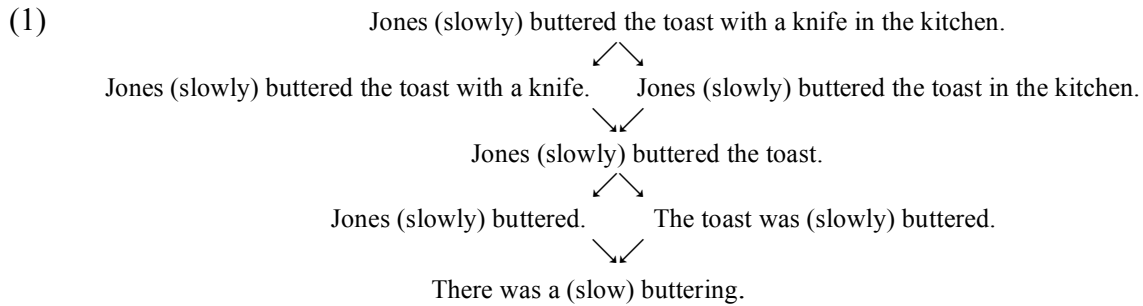 (1) Jones (slowly) buttered the toast with a knife in the kitchen.
Jones (slowly) buttered the toast with a knife. Jones (slowly) buttered the toast in the kitchen.
Jones (slowly) buttered the toast.
Jones (slowly) buttered. The toast was (slowly) buttered.
There was a (slow) buttering.